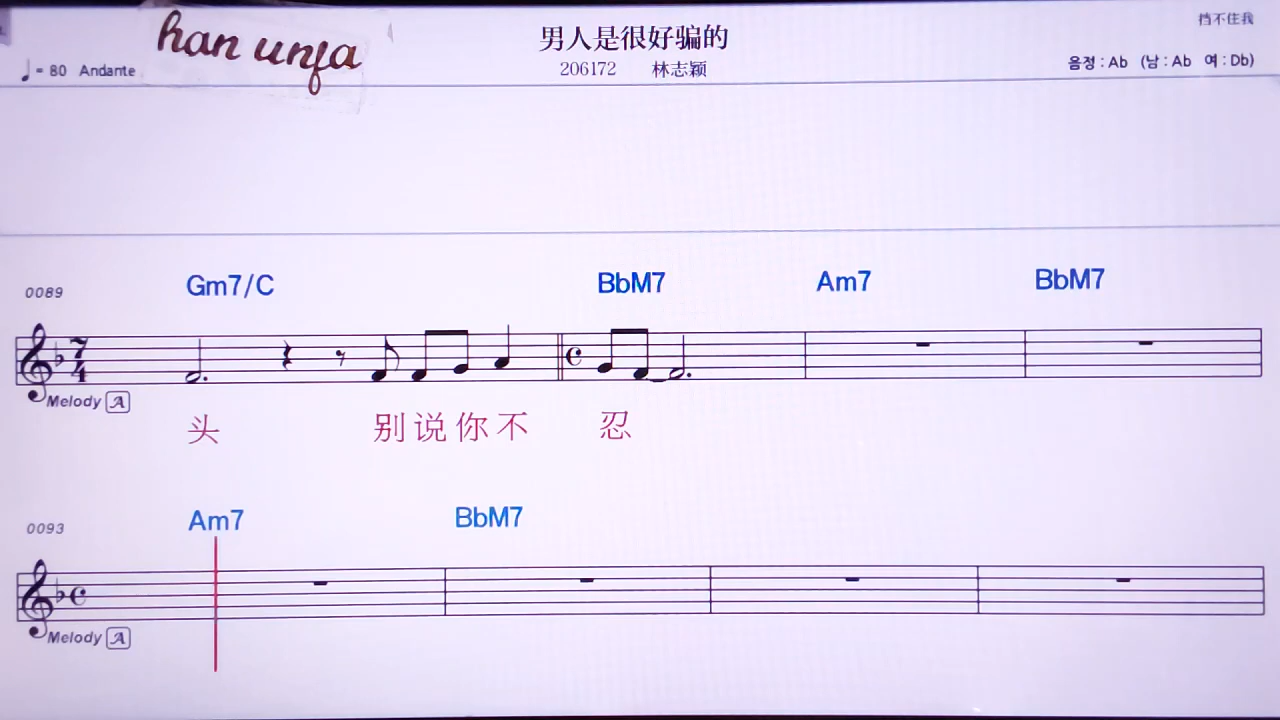 han unja
男人是很好骗的
挡不住我
♩= 80 Andante
206172 林志颖
음정 : Ab (남 : Ab 여 : Db)
0089 Gm7/C BbM7 Am7 BbM7
7 4
Melody A
头 别说你不 忍
0093 Am7 BbM7
Melody A